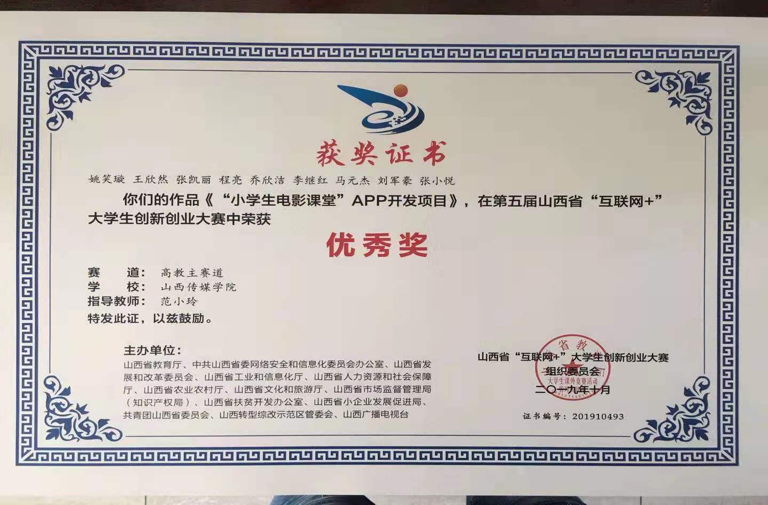 获奖证书
姚笑璇 王欣然 张凯丽 程亮 乔欣洁 李继红 马元杰 刘军豪 张小悦
你们的作品《“小学生电影课堂”APP开发项目》，在第五届山西省“互联网+”
大学生创新创业大赛中荣获
优秀奖
赛 道：高教主赛道
学 校：山西传媒学院
指导教师：范小玲
特发此证，以兹鼓励。
主办单位：
山西省教育厅、中共山西省委网络安全和信息化委员会办公室、山西省发
展和改革委员会、山西省工业和信息化厅、山西省人力资源和社会保障
厅、山西省农业农村厅、山西省文化和旅游厅、山西省市场监督管理局
（知识产权局）、山西省扶贫开发办公室、山西省小企业发展促进局、
共青团山西省委员会、山西转型综改示范区管委会、山西广播电视台
山西省“互联网+”大学生创新创业大赛
组织委员会
二〇一九年十月
证书编号：201910493